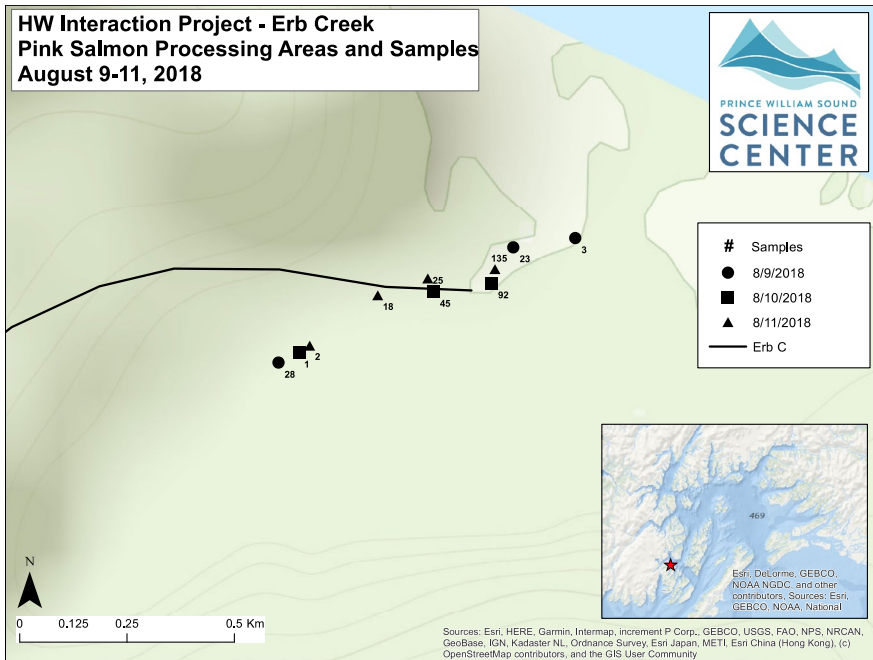 HW Interaction Project - Erb Creek
Pink Salmon Processing Areas and Samples
August 9-11, 2018
PRINCE WILLIAM SOUND
SCIENCE
CENTER
# Samples
8/9/2018
8/10/2018
8/11/2018
Erb C
3
23
135
92
25
45
18
2
1
28
469
Esri, DeLorme, GEBCO,
NOAA NGDC, and other
contributors, Sources: Esri,
GEBCO, NOAA, National
N
0 0.125 0.25 0.5 Km
Sources: Esri, HERE, Garmin, Intermap, increment P Corp., GEBCO, USGS, FAO, NPS, NRCAN,
GeoBase, IGN, Kadaster NL, Ordnance Survey, Esri Japan, METI, Esri China (Hong Kong), (c)
OpenStreetMap contributors, and the GIS User Community